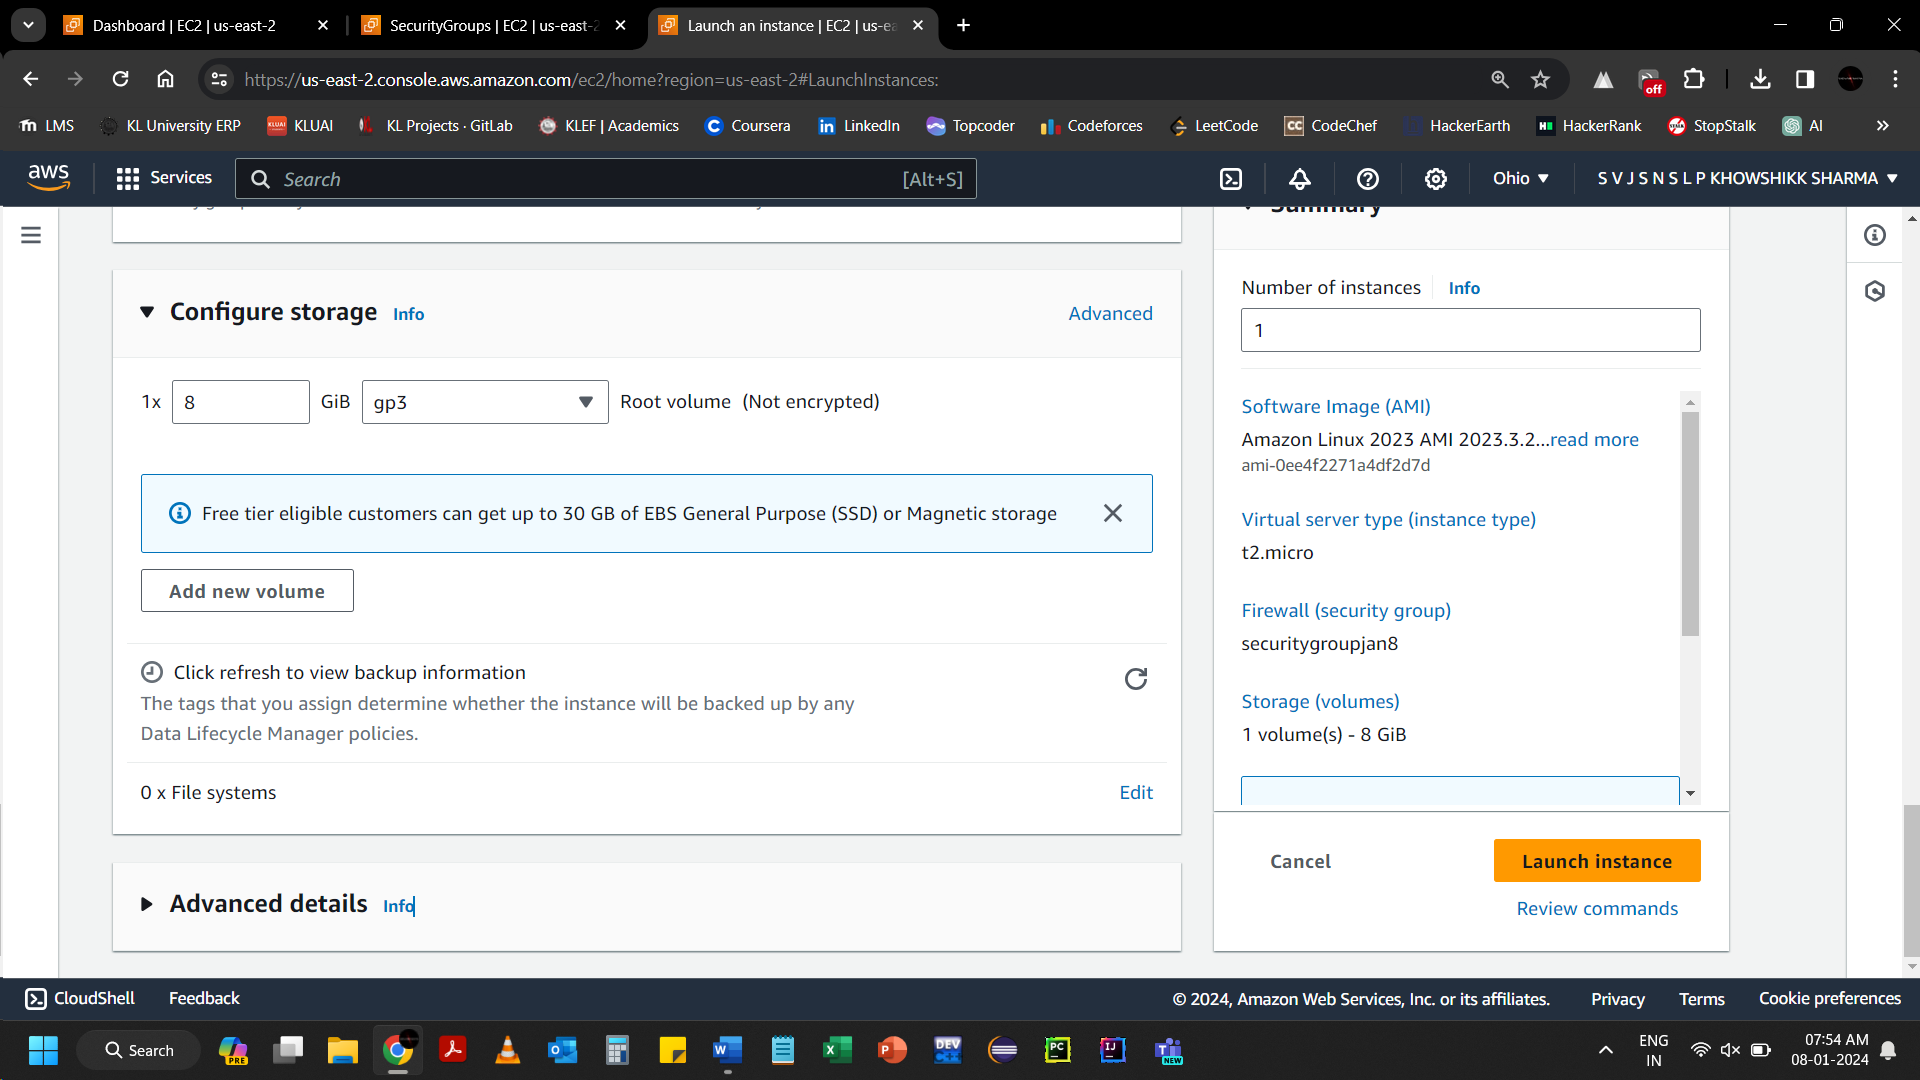 Dashboard | EC2 | us-east-2
SecurityGroups | EC2 | us-east-2
Launch an instance | EC2 | us-ea
https://us-east-2.console.aws.amazon.com/ec2/home?region=us-east-2#LaunchInstances:
off
LMS
KL University ERP
KLUAI
KL Projects · GitLab
KLEF | Academics
Coursera
LinkedIn
Topcoder
Codeforces
LeetCode
CodeChef
HackerEarth
HackerRank
StopStalk
AI
aws
Services
Search
[Alt+S]
Ohio
S V J S N S L P KHOWSHIKK SHARMA
Summary
Configure storage
Info
Advanced
1x
8
GiB
gp3
Root volume (Not encrypted)
Free tier eligible customers can get up to 30 GB of EBS General Purpose (SSD) or Magnetic storage
Add new volume
Click refresh to view backup information
The tags that you assign determine whether the instance will be backed up by any
Data Lifecycle Manager policies.
0 x File systems
Edit
Advanced details
Info
Number of instances
Info
1
Software Image (AMI)
Amazon Linux 2023 AMI 2023.3.2...read more
ami-0ee4f2271a4df2d7d
Virtual server type (instance type)
t2.micro
Firewall (security group)
securitygroupjan8
Storage (volumes)
1 volume(s) - 8 GiB
Cancel
Launch instance
Review commands
CloudShell
Feedback
© 2024, Amazon Web Services, Inc. or its affiliates.
Privacy
Terms
Cookie preferences
Search
PRE
DEV
PC
IJ
NEW
ENG
IN
07:54 AM
08-01-2024